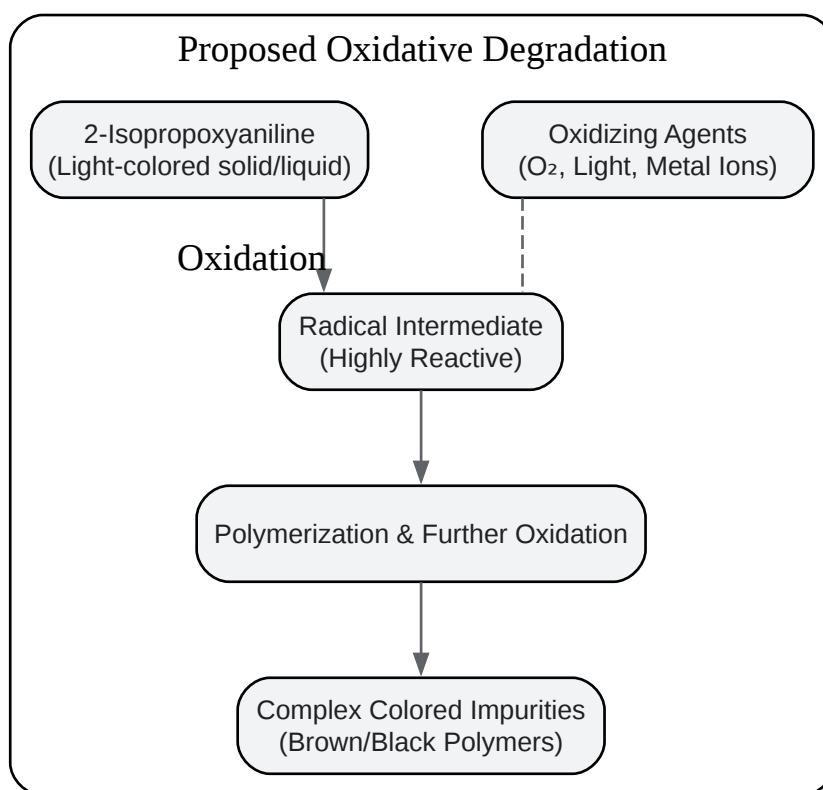 Proposed Oxidative Degradation
2-Isopropoxyaniline
(Light-colored solid/liquid)
Oxidizing Agents
(O₂, Light, Metal Ions)
Oxidation
Radical Intermediate
(Highly Reactive)
Polymerization & Further Oxidation
Complex Colored Impurities
(Brown/Black Polymers)